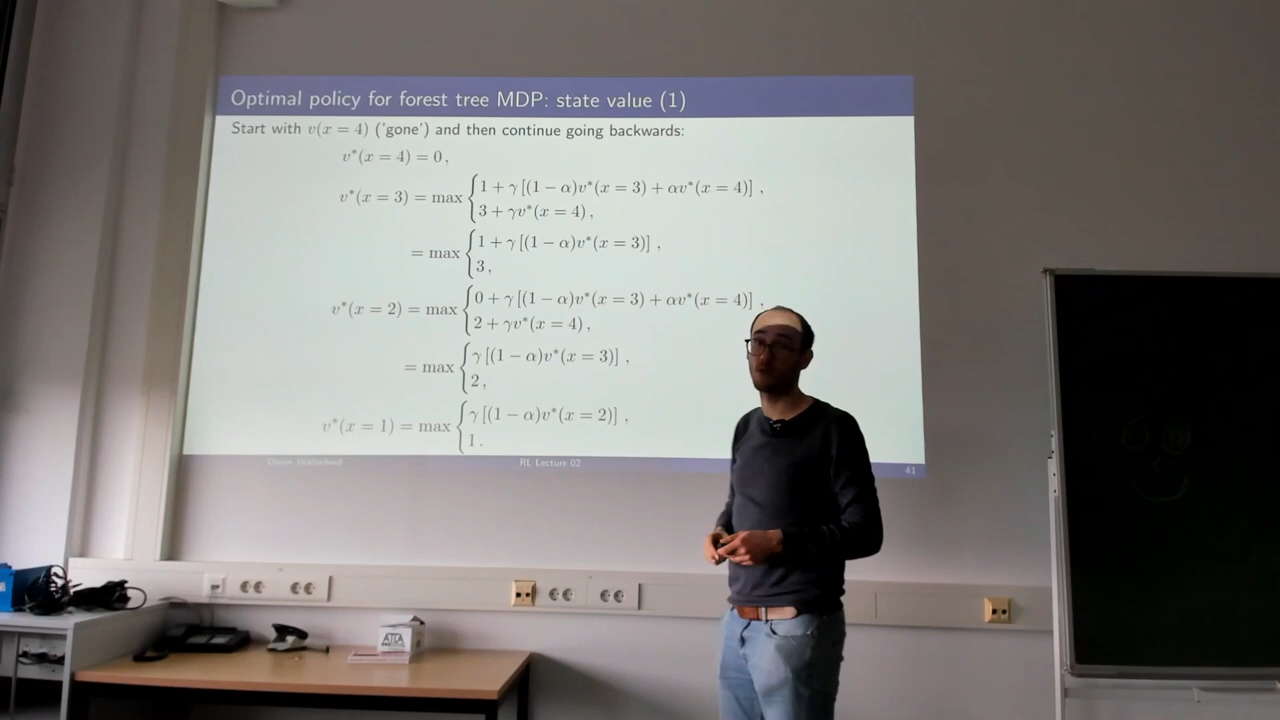 Optimal policy for forest tree MDP: state value (1)
Start with v(x = 4) ('gone') and then continue going backwards:
v*(x = 4) = 0 ,
v*(x = 3) = max { 1 + γ [(1 − α)v*(x = 3) + αv*(x = 4)] ,
3 + γv*(x = 4) ,
= max { 1 + γ [(1 − α)v*(x = 3)] ,
3 ,
v*(x = 2) = max { 0 + γ [(1 − α)v*(x = 3) + αv*(x = 4)] ,
2 + γv*(x = 4) ,
= max { γ [(1 − α)v*(x = 3)] ,
2 ,
v*(x = 1) = max { γ [(1 − α)v*(x = 2)] ,
1 .
RL Lecture 02
41